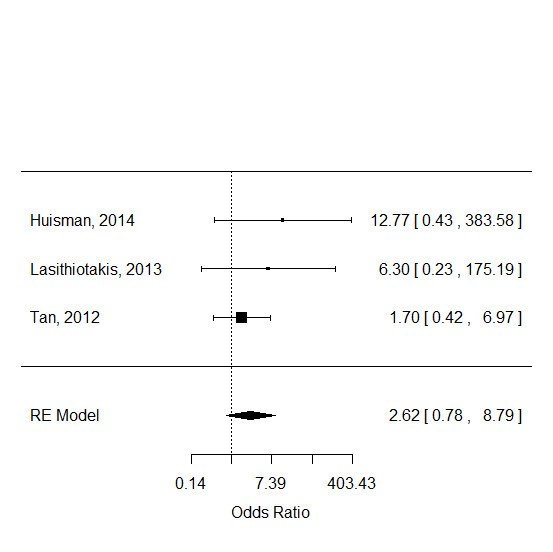 Huisman, 2014 12.77 [ 0.43 , 383.58 ]
Lasithiotakis, 2013 6.30 [ 0.23 , 175.19 ]
Tan, 2012 1.70 [ 0.42 , 6.97 ]
RE Model 2.62 [ 0.78 , 8.79 ]
0.14 7.39 403.43
Odds Ratio